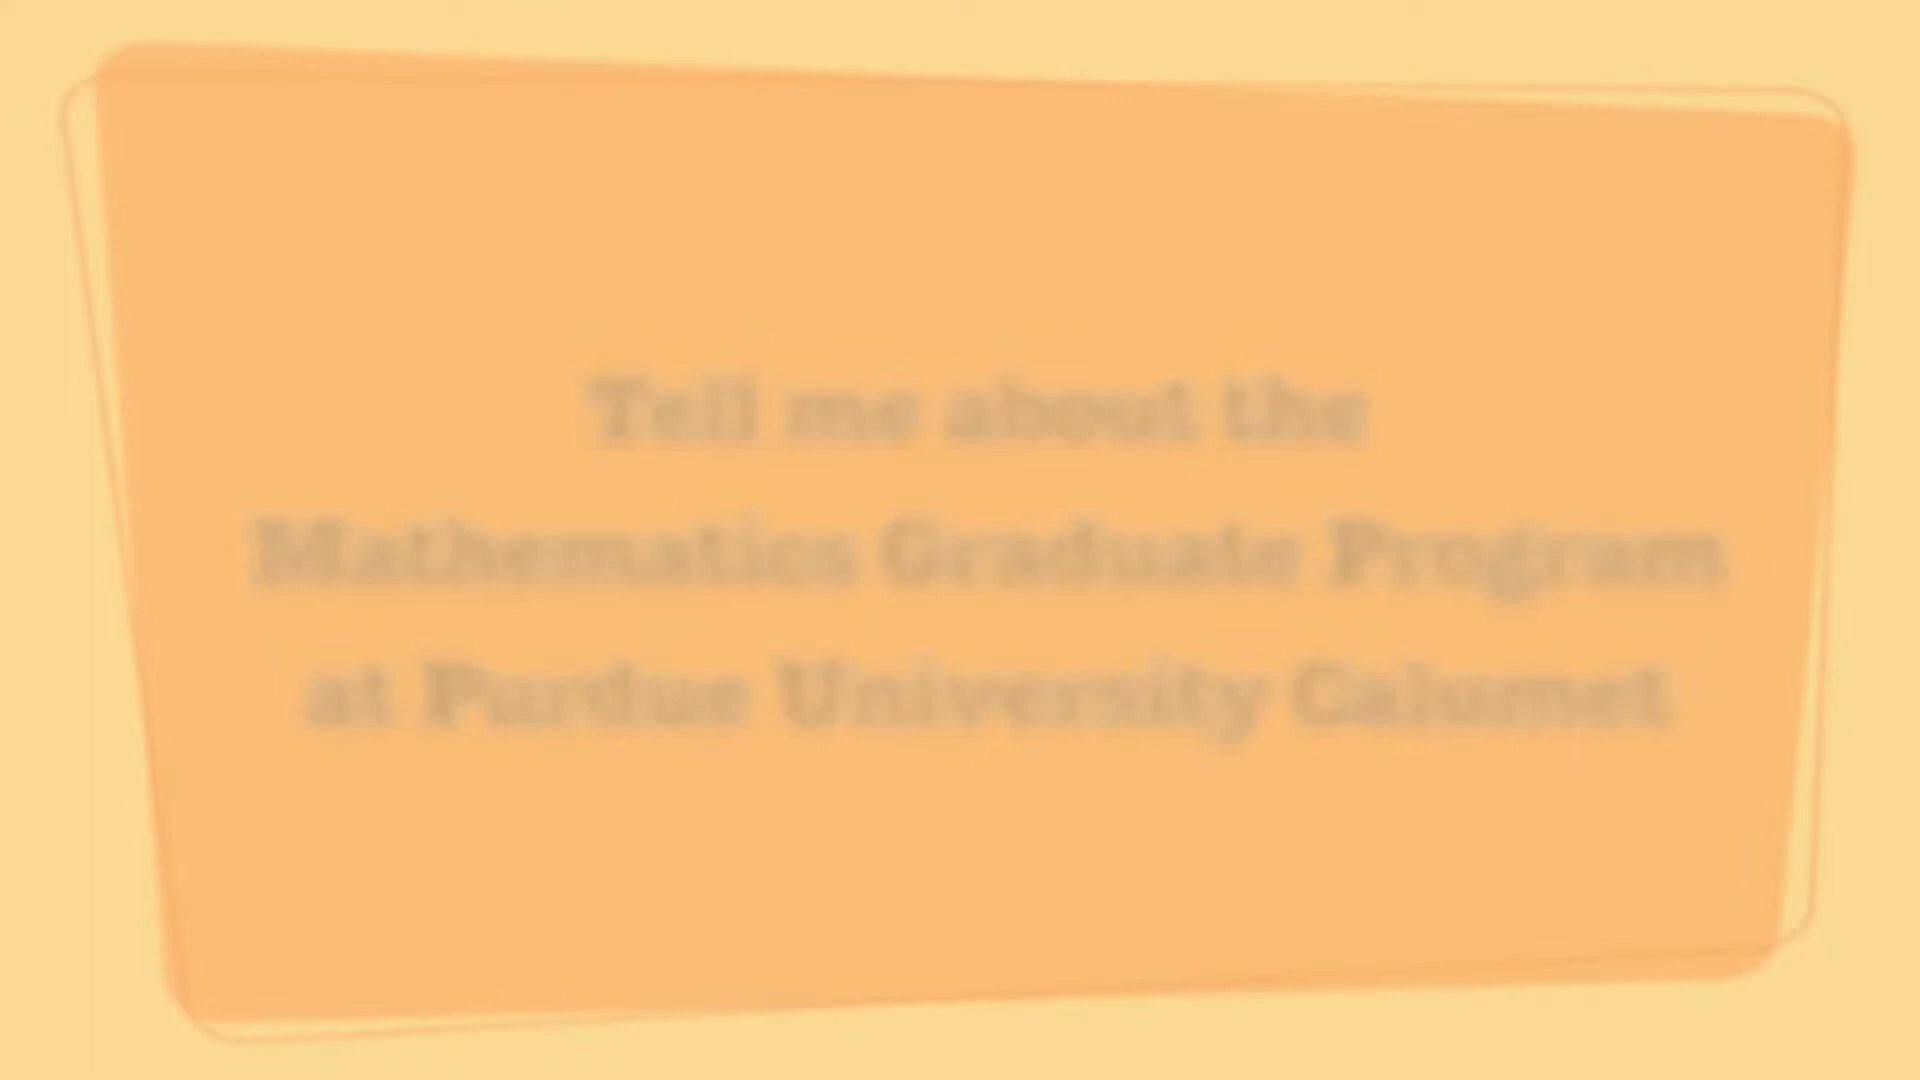 Tell me about the
Mathematics Graduate Program
at Purdue University Calumet